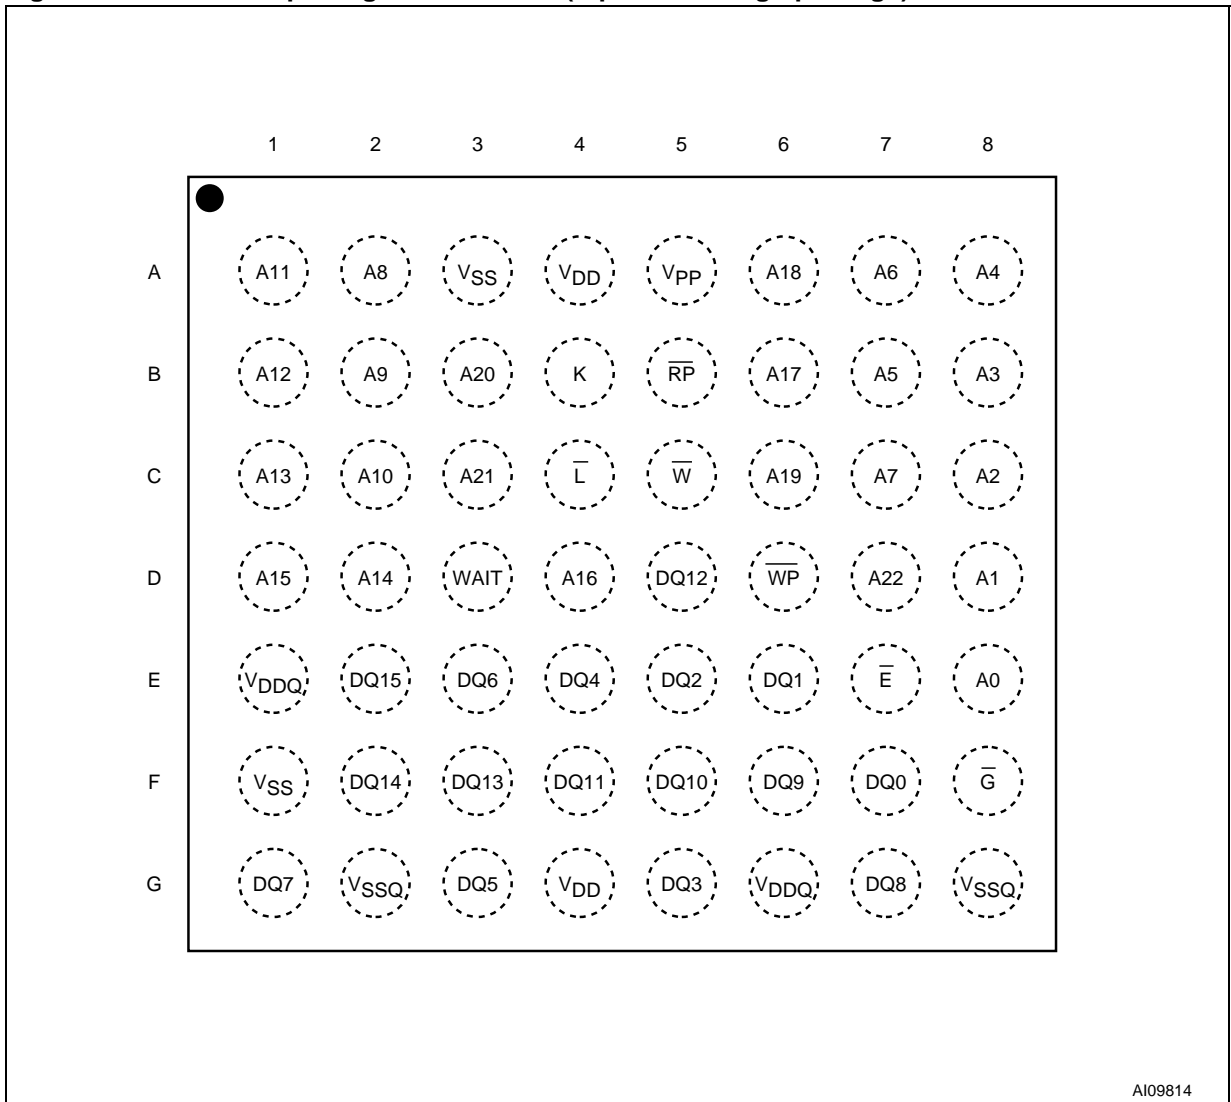 1 2 3 4 5 6 7 8
A A11 A8 VSS VDD VPP A18 A6 A4
B A12 A9 A20 K R̅P̅ A17 A5 A3
C A13 A10 A21 L̅ W̅ A19 A7 A2
D A15 A14 WAIT A16 DQ12 W̅P̅ A22 A1
E VDDQ DQ15 DQ6 DQ4 DQ2 DQ1 E̅ A0
F VSS DQ14 DQ13 DQ11 DQ10 DQ9 DQ0 G̅
G DQ7 VSSQ DQ5 VDD DQ3 VDDQ DQ8 VSSQ
AI09814